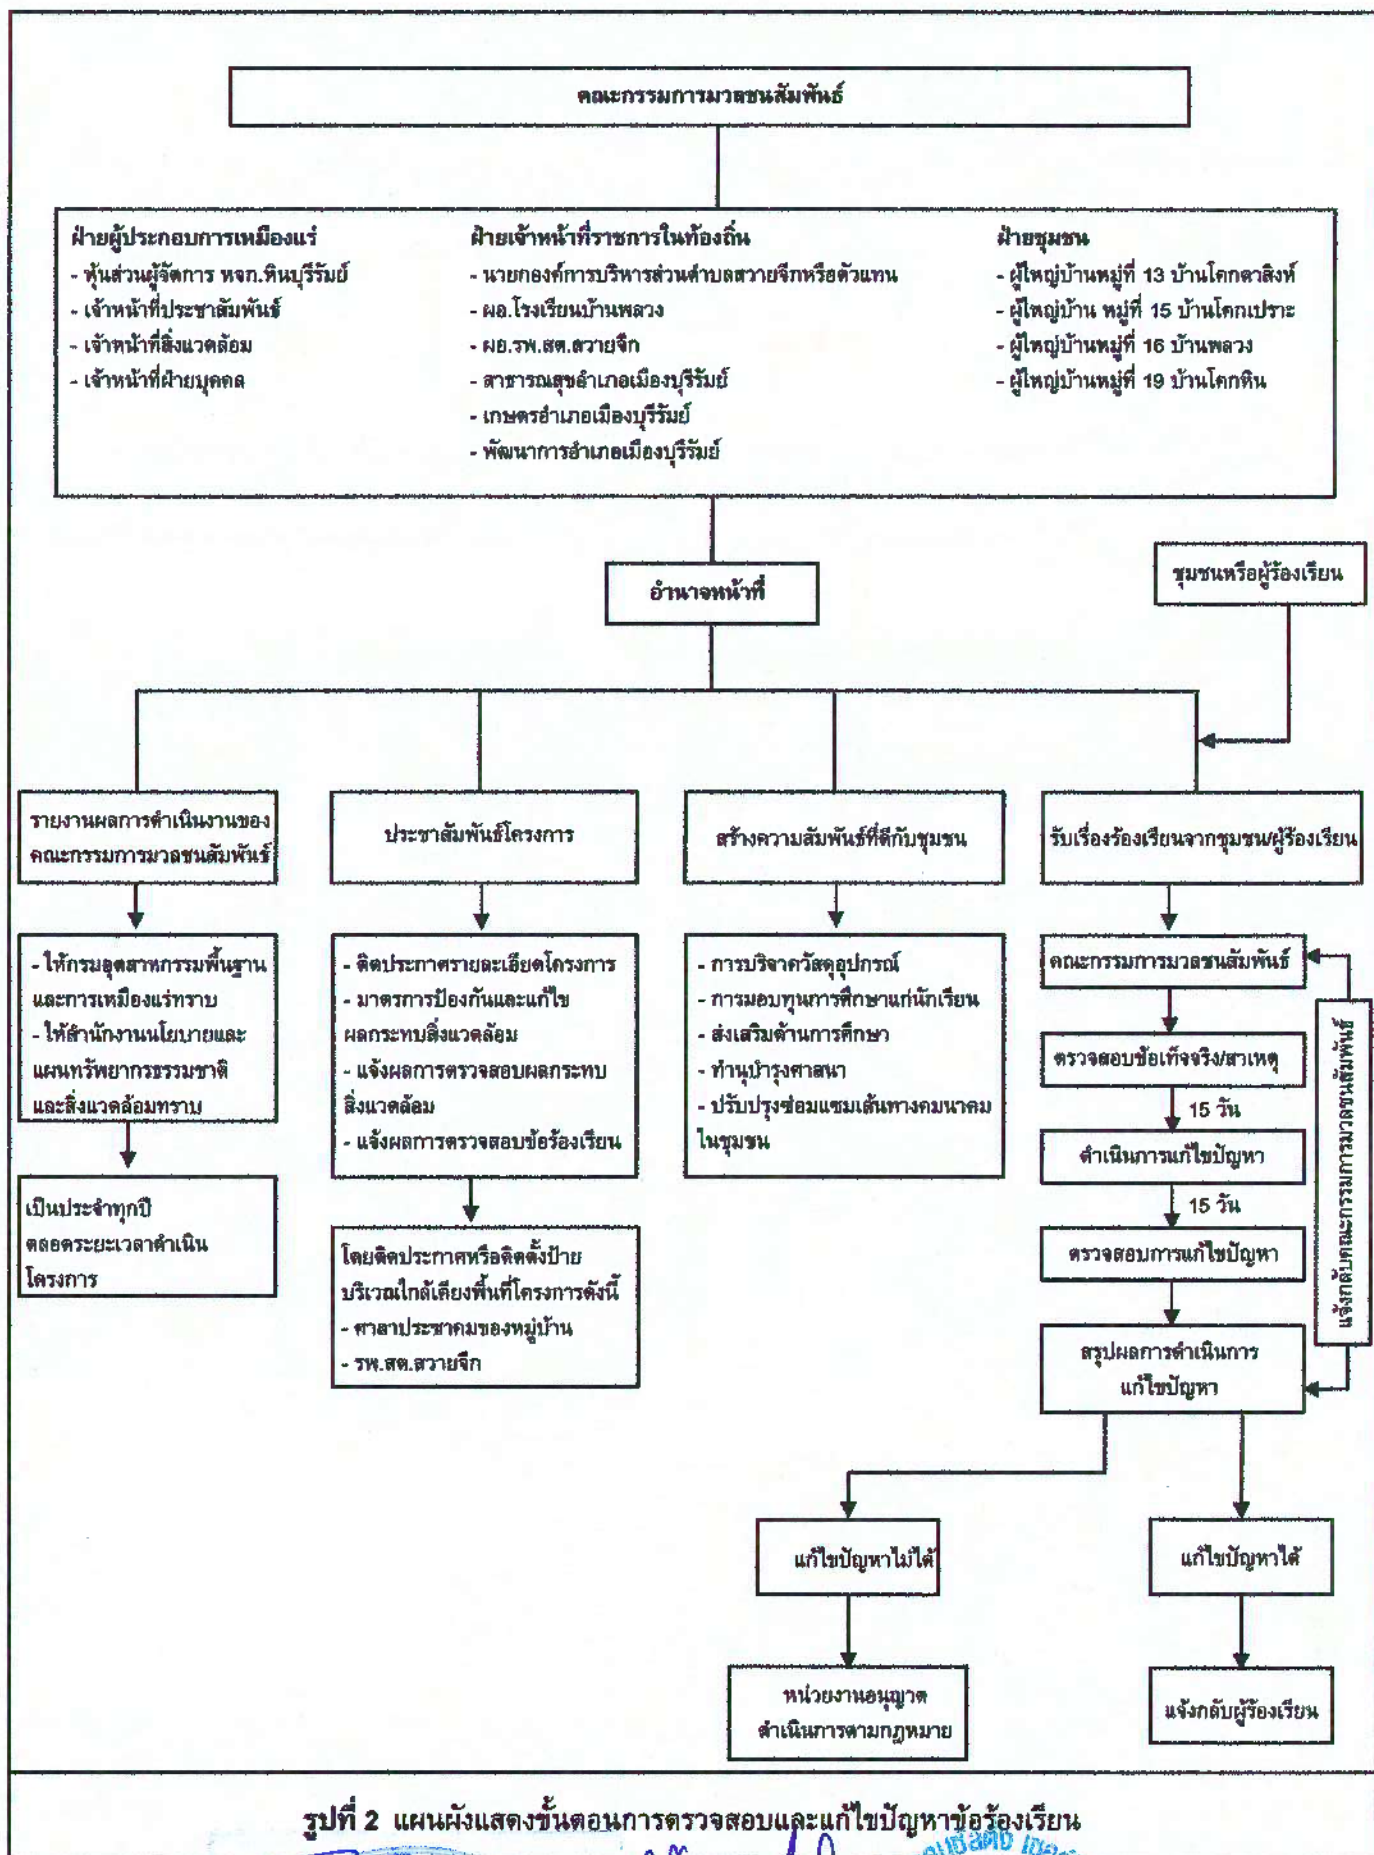 คณะกรรมการมวลชนสัมพันธ์
ฝ่ายผู้ประกอบการเหมืองแร่
- หุ้นส่วนผู้จัดการ หจก.หินบุรีรัมย์
- เจ้าหน้าที่ประชาสัมพันธ์
- เจ้าหน้าที่สิ่งแวดล้อม
- เจ้าหน้าที่ฝ่ายบุคคล
ฝ่ายเจ้าหน้าที่ราชการในท้องถิ่น
- นายกองค์การบริหารส่วนตำบลสวายจีกหรือตัวแทน
- ผอ.โรงเรียนบ้านพลวง
- ผอ.รพ.สต.สวายจีก
- สาธารณสุขอำเภอเมืองบุรีรัมย์
- เกษตรอำเภอเมืองบุรีรัมย์
- พัฒนาการอำเภอเมืองบุรีรัมย์
ฝ่ายชุมชน
- ผู้ใหญ่บ้านหมู่ที่ 13 บ้านโคกตาสิงห์
- ผู้ใหญ่บ้าน หมู่ที่ 15 บ้านโคกเปราะ
- ผู้ใหญ่บ้านหมู่ที่ 16 บ้านพลวง
- ผู้ใหญ่บ้านหมู่ที่ 19 บ้านโคกหิน
อำนาจหน้าที่
ชุมชนหรือผู้ร้องเรียน
รายงานผลการดำเนินงานของ
คณะกรรมการมวลชนสัมพันธ์
- ให้กรมอุตสาหกรรมพื้นฐาน
และการเหมืองแร่ทราบ
- ให้สำนักงานนโยบายและ
แผนทรัพยากรธรรมชาติ
และสิ่งแวดล้อมทราบ
เป็นประจำทุกปี
ตลอดระยะเวลาดำเนิน
โครงการ
ประชาสัมพันธ์โครงการ
- ติดประกาศรายละเอียดโครงการ
- มาตรการป้องกันและแก้ไข
ผลกระทบสิ่งแวดล้อม
- แจ้งผลการตรวจสอบผลกระทบ
สิ่งแวดล้อม
- แจ้งผลการตรวจสอบข้อร้องเรียน
โดยติดประกาศหรือติดตั้งป้าย
บริเวณใกล้เคียงพื้นที่โครงการดังนี้
- ศาลาประชาคมของหมู่บ้าน
- รพ.สต.สวายจีก
สร้างความสัมพันธ์ที่ดีกับชุมชน
- การบริจาควัสดุอุปกรณ์
- การมอบทุนการศึกษาแก่นักเรียน
- ส่งเสริมด้านการศึกษา
- ทำนุบำรุงศาสนา
- ปรับปรุงซ่อมแซมเส้นทางคมนาคม
ในชุมชน
รับเรื่องร้องเรียนจากชุมชน/ผู้ร้องเรียน
คณะกรรมการมวลชนสัมพันธ์
ตรวจสอบข้อเท็จจริง/สาเหตุ
15 วัน
ดำเนินการแก้ไขปัญหา
15 วัน
ตรวจสอบการแก้ไขปัญหา
สรุปผลการดำเนินการ
แก้ไขปัญหา
แจ้งกลับคณะกรรมการมวลชนสัมพันธ์
แก้ไขปัญหาไม่ได้
แก้ไขปัญหาได้
หน่วยงานอนุญาต
ดำเนินการตามกฎหมาย
แจ้งกลับผู้ร้องเรียน
รูปที่ 2 แผนผังแสดงขั้นตอนการตรวจสอบและแก้ไขปัญหาข้อร้องเรียน